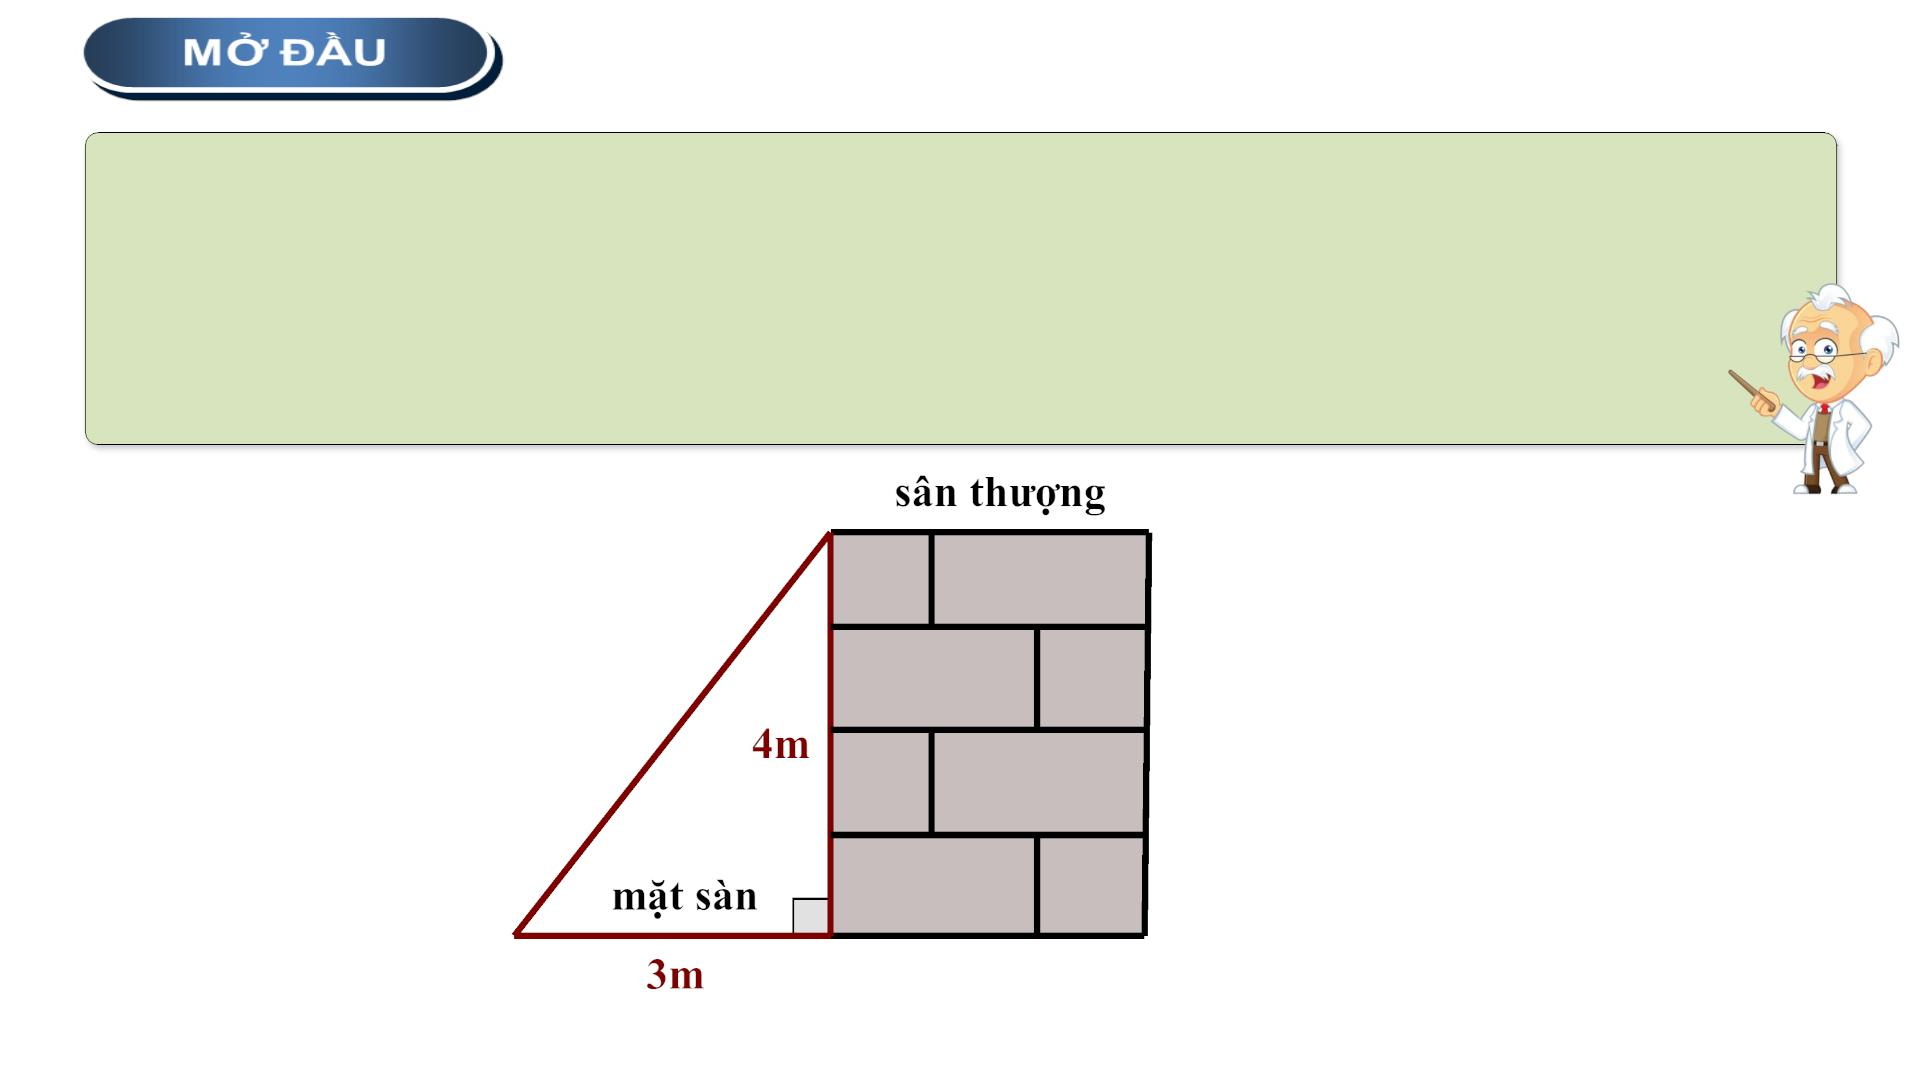 MỞ ĐẦU
sân thượng
4m
mặt sàn
3m